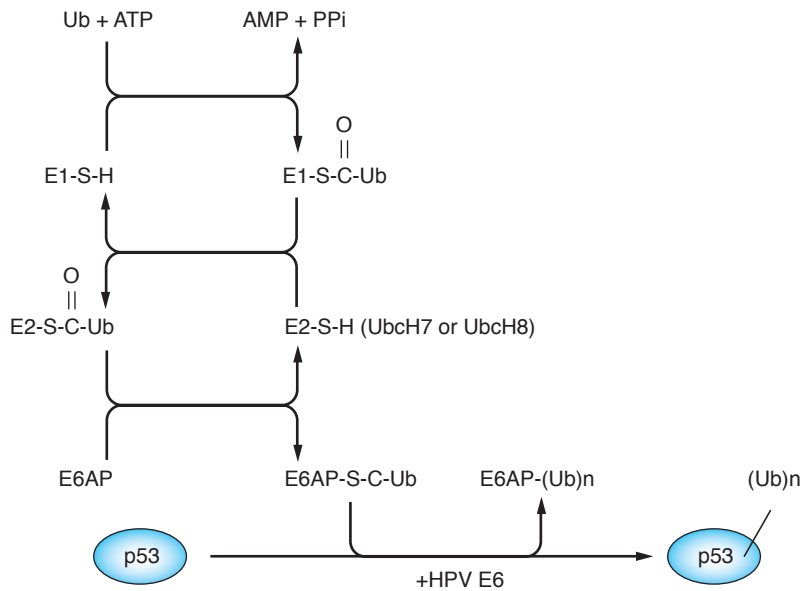 Ub + ATP
AMP + PPi
O
E1-S-H
E1-S-C-Ub
O
E2-S-C-Ub
E2-S-H (UbcH7 or UbcH8)
E6AP
E6AP-S-C-Ub
E6AP-(Ub)n
(Ub)n
p53
p53
+HPV E6